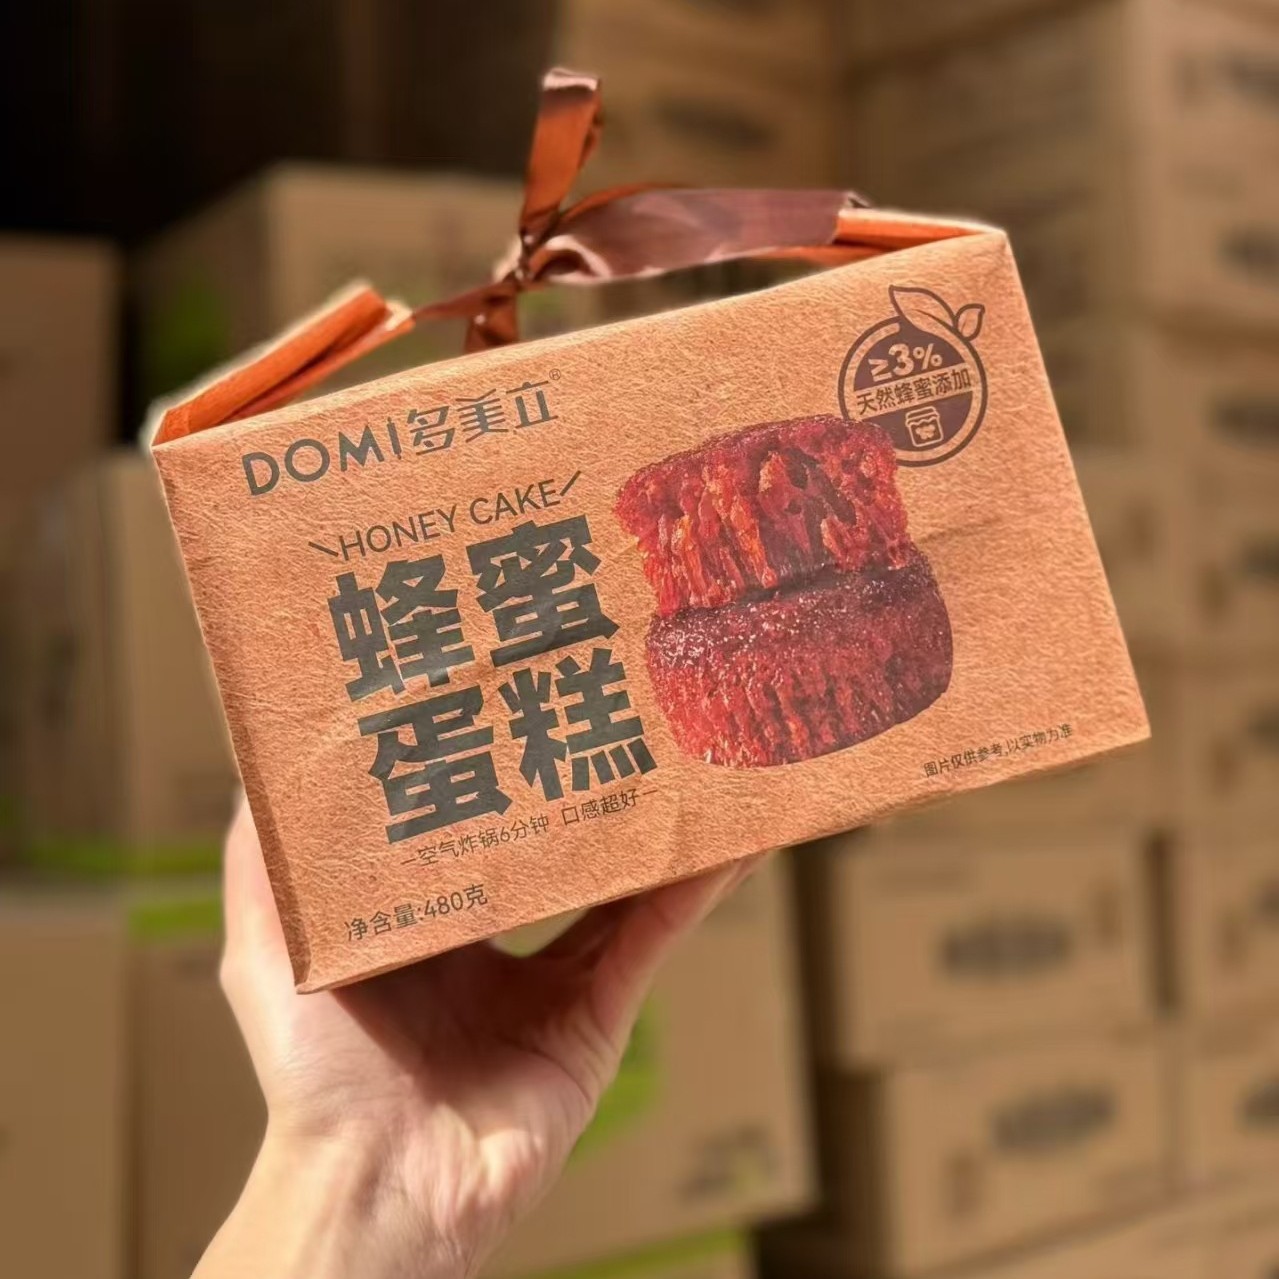 DOMI多美立®
HONEY CAKE
蜂蜜
蛋糕
空气炸锅6分钟 口感超好
净含量:480克
≥3%
天然蜂蜜添加
图片仅供参考,以实物为准